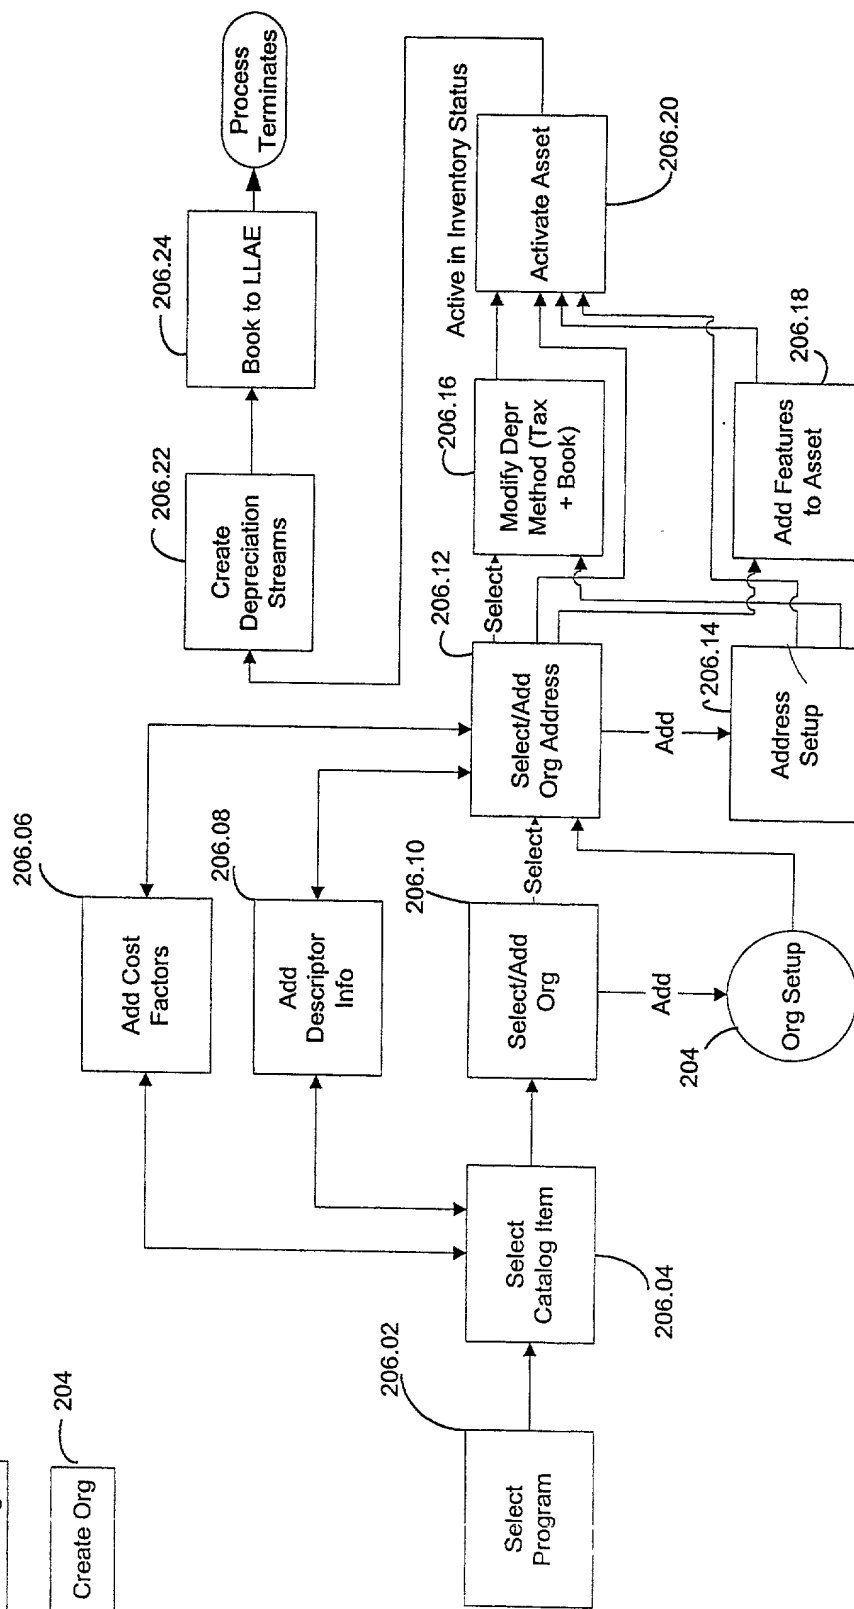 204
Create Org
206.02
Select
Program
Select
Catalog Item
206.04
206.06
Add Cost
Factors
206.08
Add
Descriptor
Info
206.10
Select/Add
Org
Select
Add
204
Org Setup
206.12
Select/Add
Org Address
Select
Add
206.14
Address
Setup
206.16
Modify Depr
Method (Tax
+ Book)
206.18
Add Features
to Asset
Active in Inventory Status
Activate Asset
206.20
206.22
Create
Depreciation
Streams
206.24
Book to LLAE
Process
Terminates